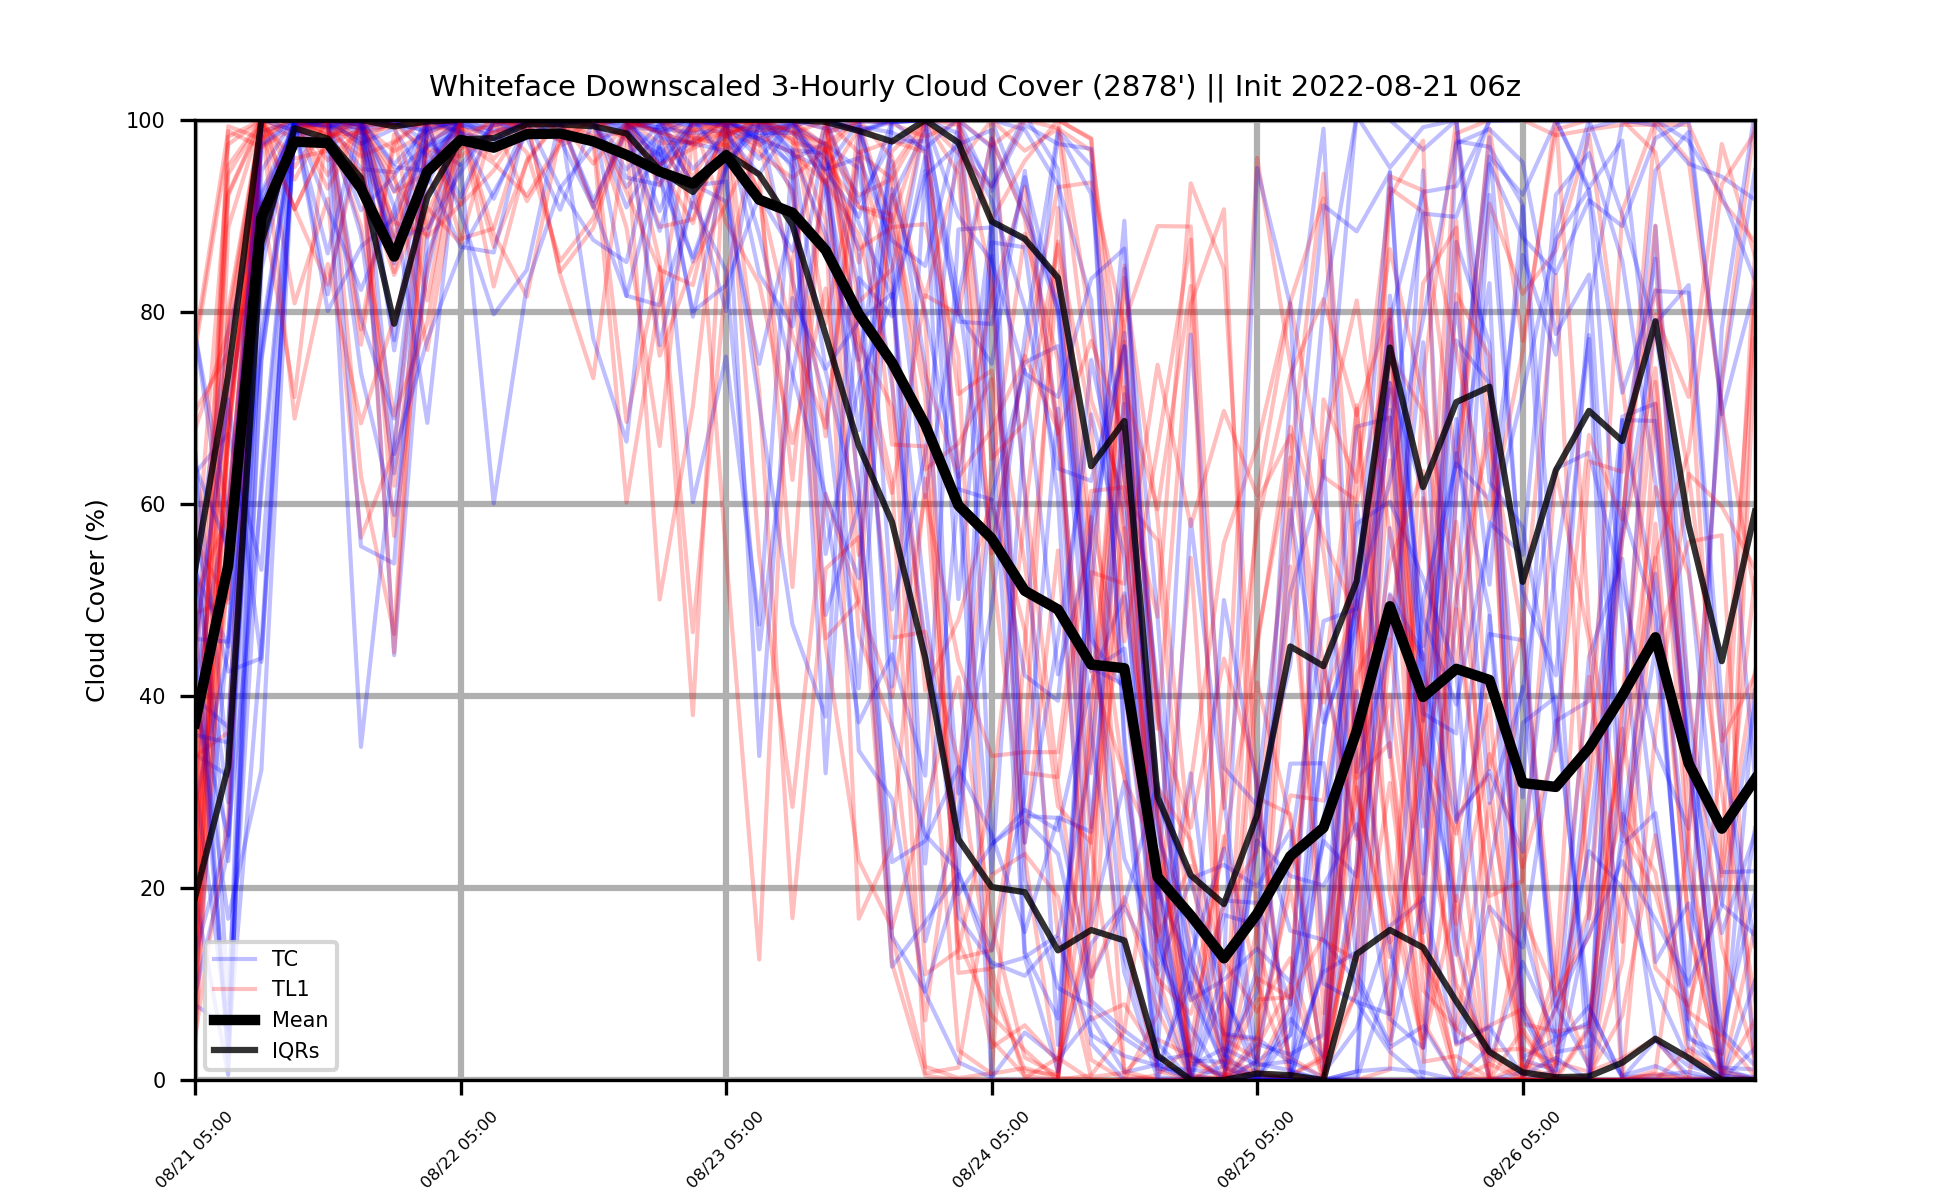 Whiteface Downscaled 3-Hourly Cloud Cover (2878') || Init 2022-08-21 06z
Cloud Cover (%)
100
80
60
40
20
0
TC
TL1
Mean
IQRs
08/21 05:00
08/22 05:00
08/23 05:00
08/24 05:00
08/25 05:00
08/26 05:00